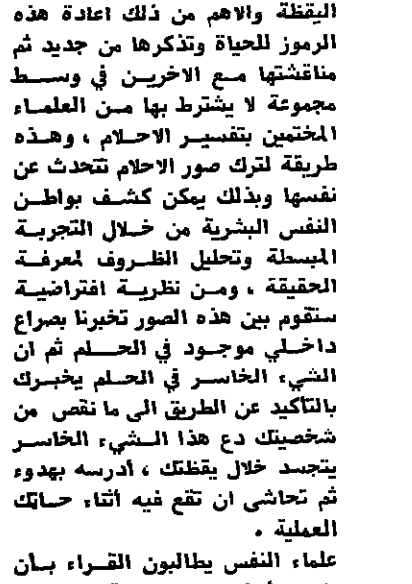 اليقظة والاهم من ذلك اعادة هذه
الرموز للحياة وتذكرها من جديد ثم
مناقشتها مع الاخرين في وسط
مجموعة لا يشترط بها من العلماء
المختمين بتفسير الاحلام ، وهذه
طريقة لترك صور الاحلام تتحدث عن
نفسها وبذلك يمكن كشف بواطن
النفس البشرية من خلال التجربة
المبسطة وتحليل الظروف لمعرفة
الحقيقة ، ومن نظرية افتراضية
ستقوم بين هذه الصور تخبرنا بصراع
داخلي موجود في الحلم ثم ان
الشيء الخاسر في الحلم يخبرك
بالتأكيد عن الطريق الى ما نقص من
شخصيتك دع هذا الشيء الخاسر
يتجسد خلال يقظتك ، أدرسه بهدوء
ثم تحاشى ان تقع فيه أثناء حياتك
العملية .
علماء النفس يطالبون القراء بأن